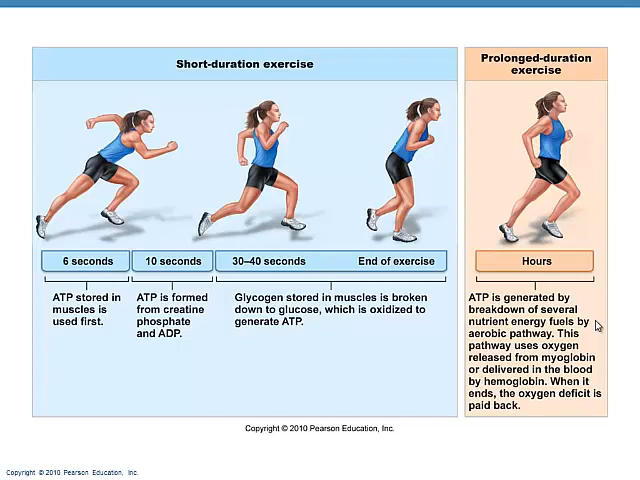 Short-duration exercise
Prolonged-duration
exercise
6 seconds
10 seconds
30–40 seconds
End of exercise
Hours
ATP stored in
muscles is
used first.
ATP is formed
from creatine
phosphate
and ADP.
Glycogen stored in muscles is broken
down to glucose, which is oxidized to
generate ATP.
ATP is generated by
breakdown of several
nutrient energy fuels by
aerobic pathway. This
pathway uses oxygen
released from myoglobin
or delivered in the blood
by hemoglobin. When it
ends, the oxygen deficit is
paid back.
Copyright © 2010 Pearson Education, Inc.
Copyright © 2010 Pearson Education, Inc.